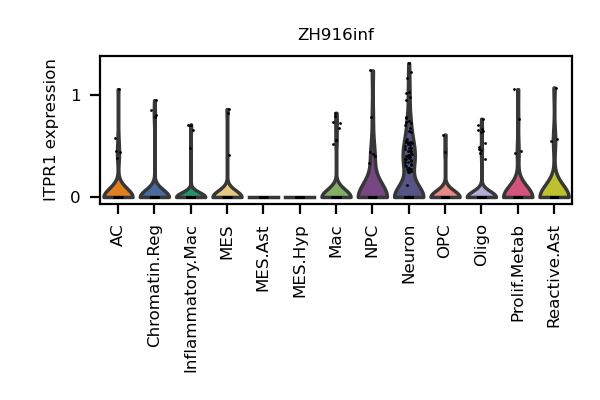 ZH916inf
ITPR1 expression
1
0
AC
Chromatin.Reg
Inflammatory.Mac
MES
MES.Ast
MES.Hyp
Mac
NPC
Neuron
OPC
Oligo
Prolif.Metab
Reactive.Ast